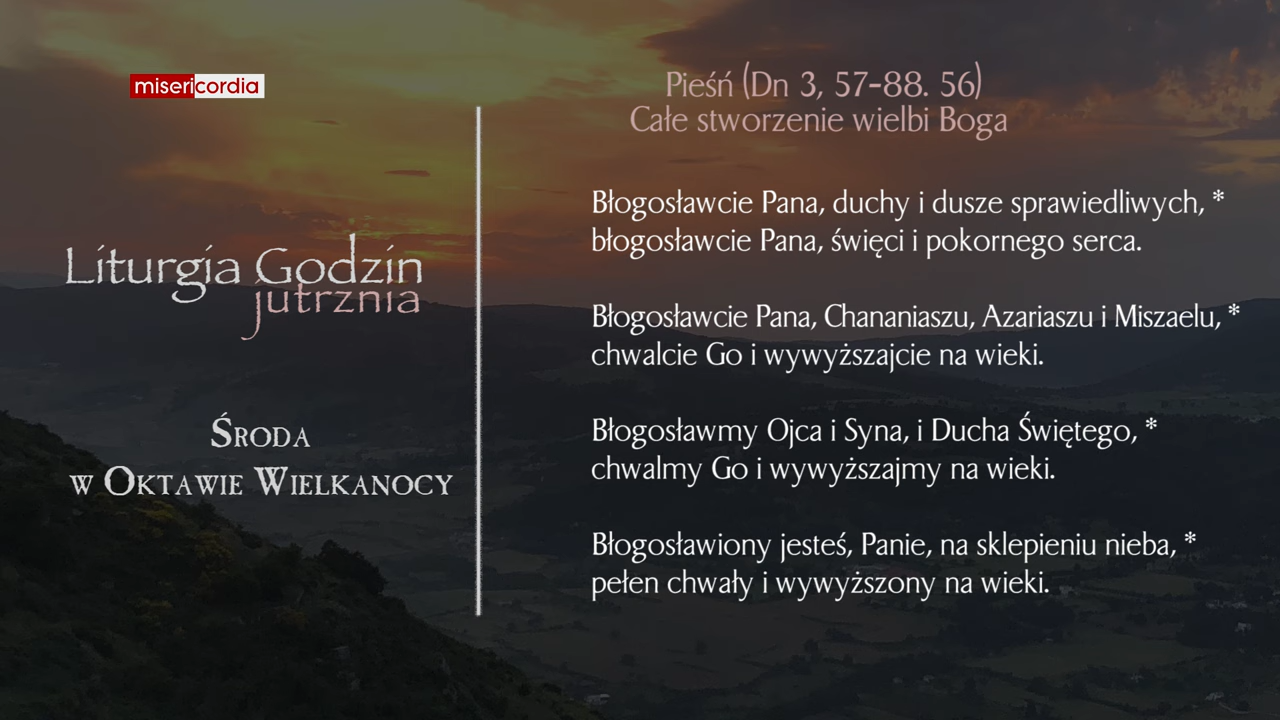 misericordia
Liturgia Godzin
jutrznia
Środa
w Oktawie Wielkanocy
Pieśń (Dn 3, 57-88. 56)
Całe stworzenie wielbi Boga
Błogosławcie Pana, duchy i dusze sprawiedliwych, *
błogosławcie Pana, święci i pokornego serca.
Błogosławcie Pana, Chananiaszu, Azariaszu i Miszaelu, *
chwalcie Go i wywyższajcie na wieki.
Błogosławmy Ojca i Syna, i Ducha Świętego, *
chwalmy Go i wywyższajmy na wieki.
Błogosławiony jesteś, Panie, na sklepieniu nieba, *
pełen chwały i wywyższony na wieki.